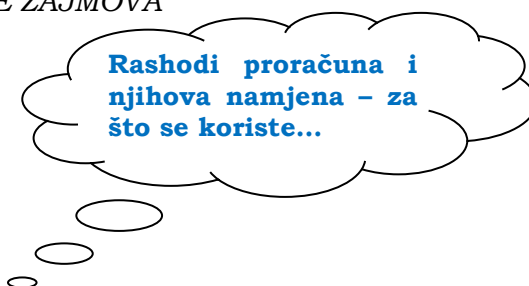 E ZAJMOVA
Rashodi proračuna i
njihova namjena – za
što se koriste...